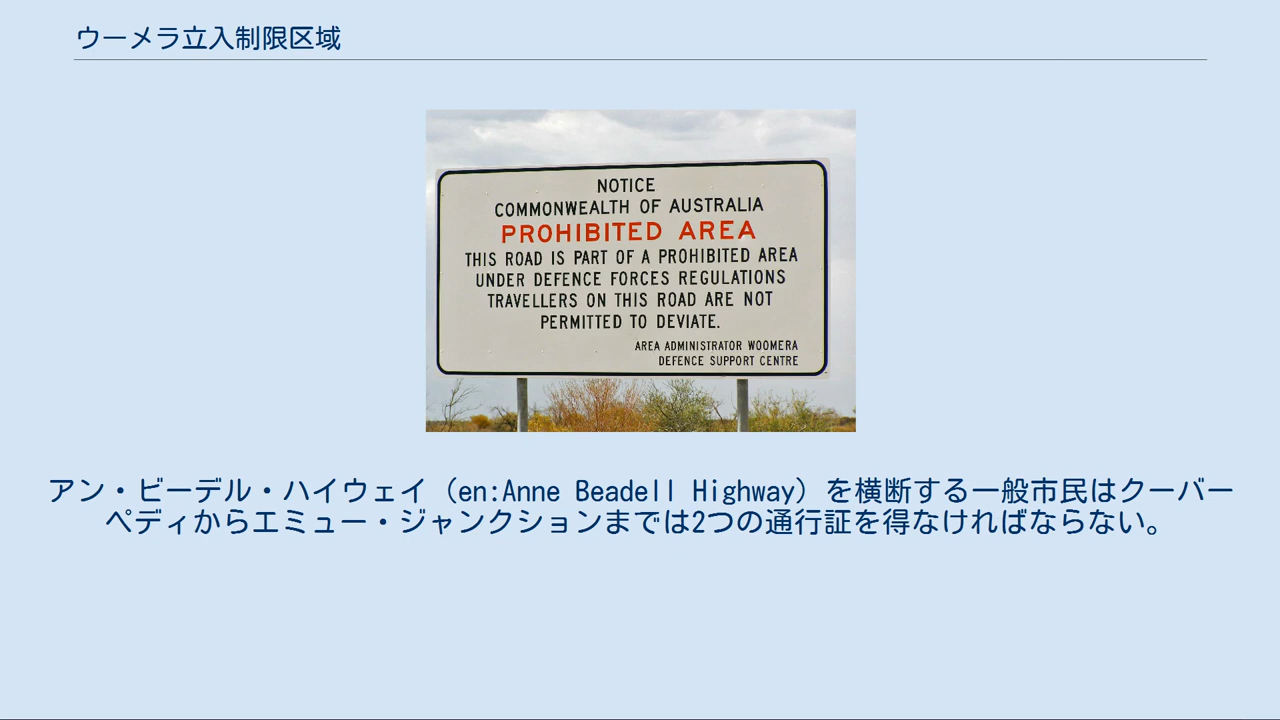 ウーメラ立入制限区域
NOTICE
COMMONWEALTH OF AUSTRALIA
PROHIBITED AREA
THIS ROAD IS PART OF A PROHIBITED AREA
UNDER DEFENCE FORCES REGULATIONS
TRAVELLERS ON THIS ROAD ARE NOT
PERMITTED TO DEVIATE.
AREA ADMINISTRATOR WOOMERA
DEFENCE SUPPORT CENTRE
アン・ビーデル・ハイウェイ（en:Anne Beadell Highway）を横断する一般市民はクーバー
ペディからエミュー・ジャンクションまでは2つの通行証を得なければならない。